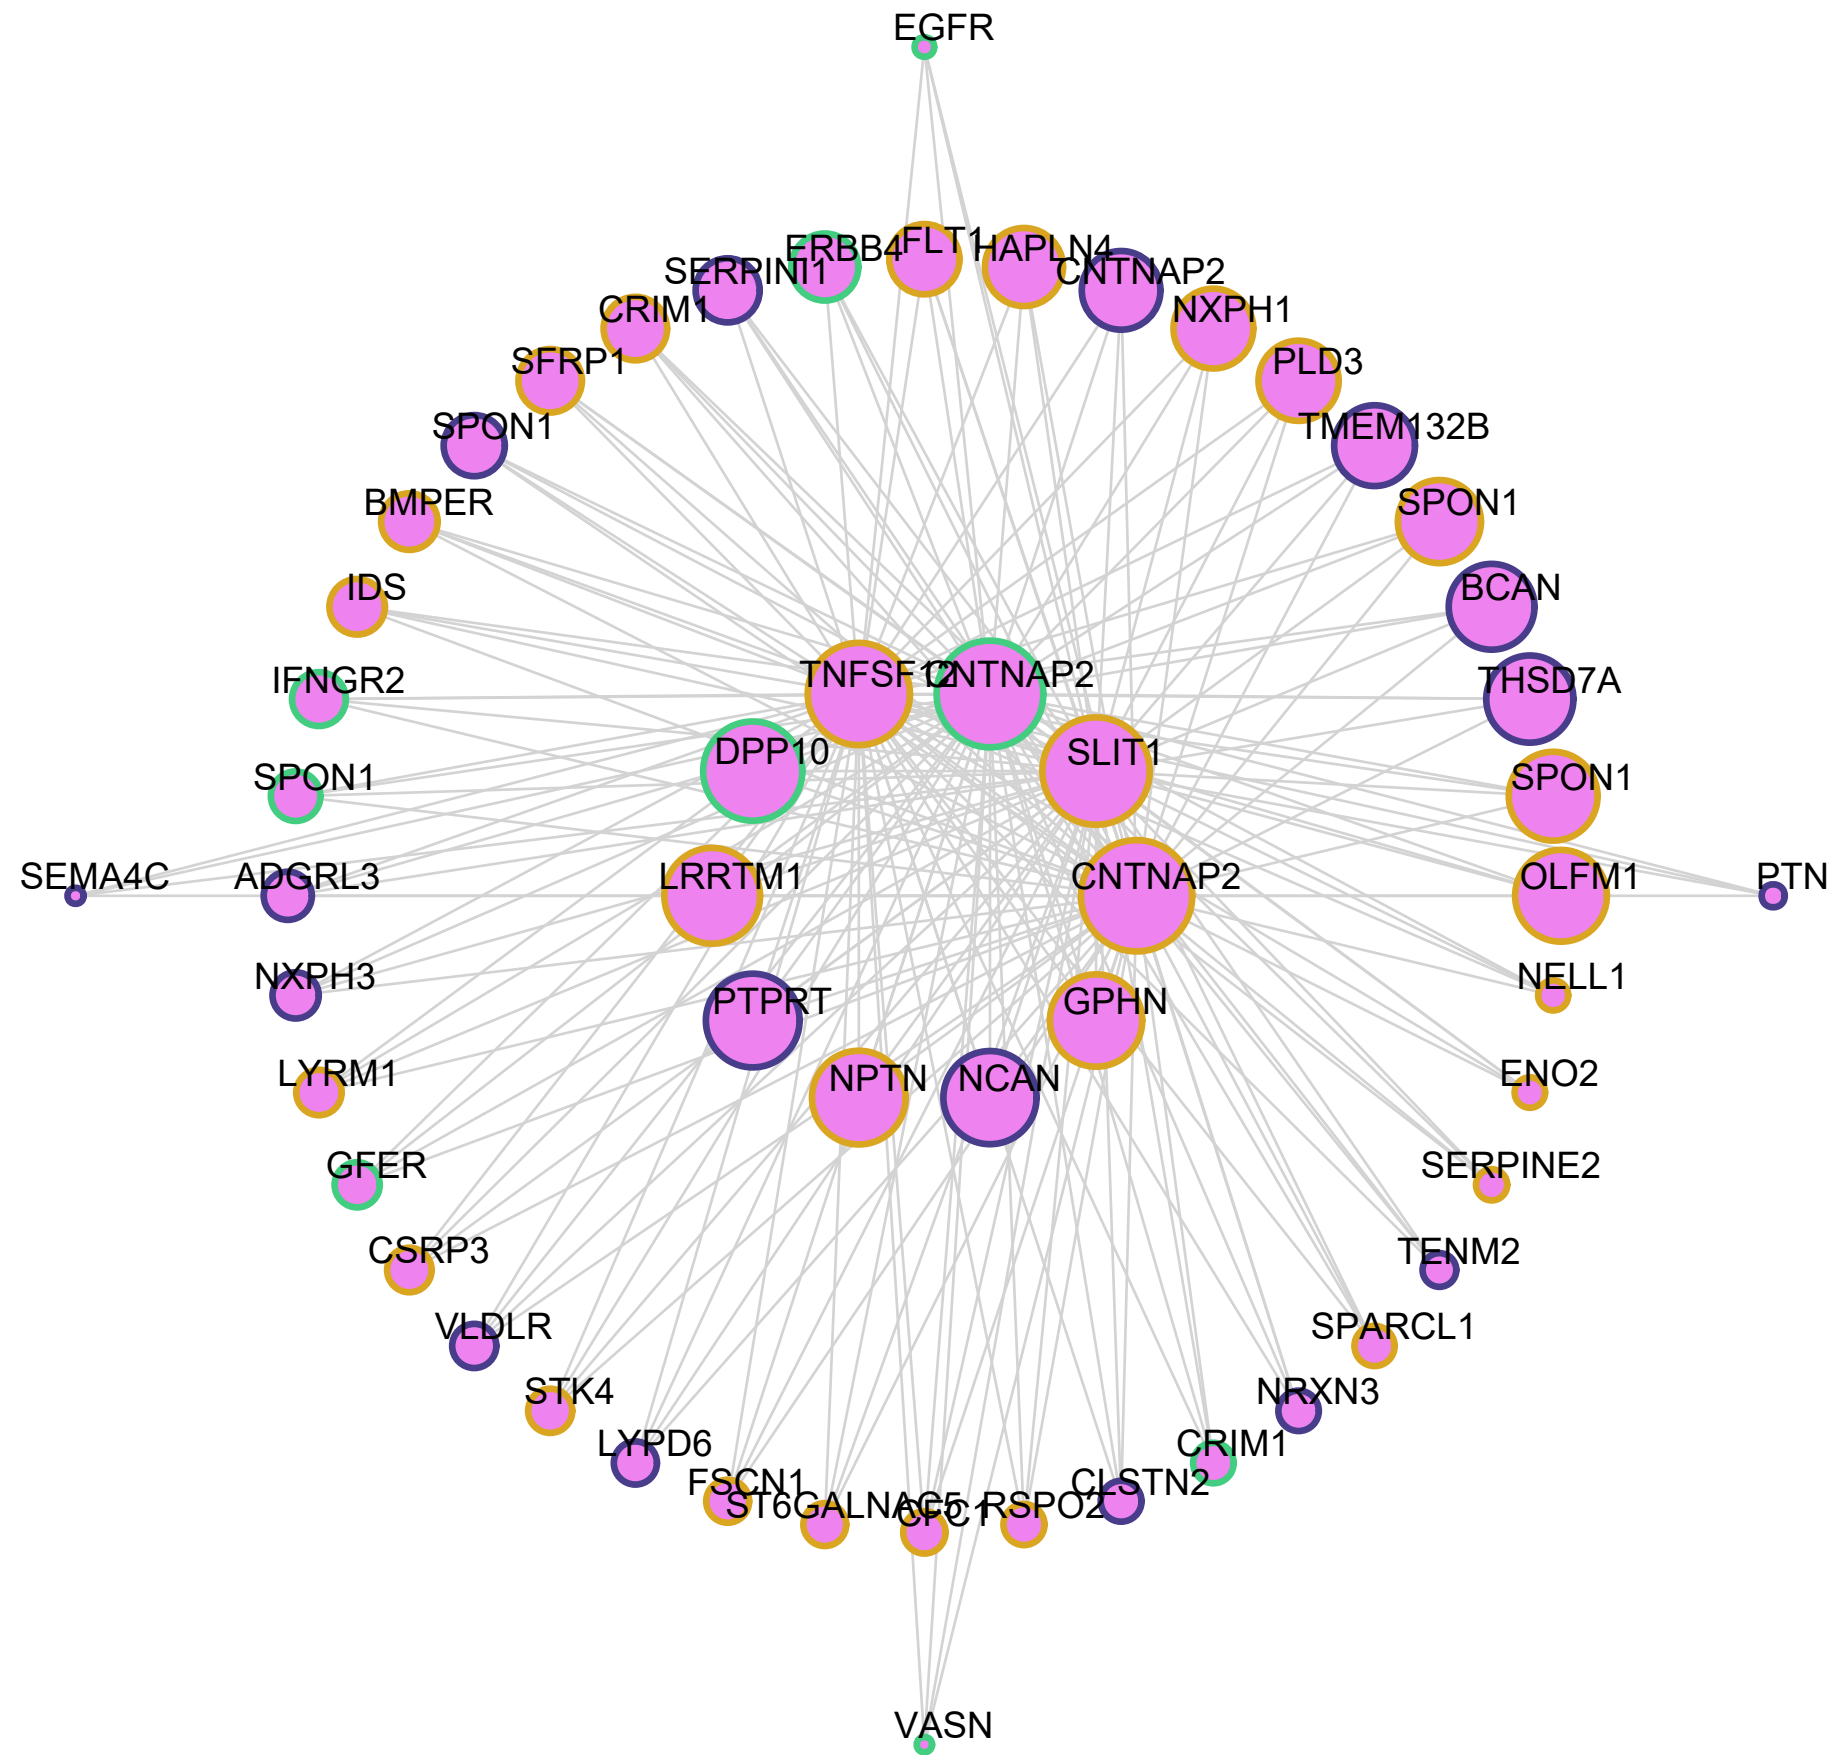 EGFR
ERBB4
FLT1
HAPLN4
SERPINI1
CNTNAP2
CRIM1
NXPH1
SFRP1
PLD3
SPON1
TMEM132B
BMPER
SPON1
IDS
BCAN
IFNGR2
TNFSF12
CNTNAP2
THSD7A
DPP10
SLIT1
SPON1
SPON1
SEMA4C
ADGRL3
LRRTM1
CNTNAP2
OLFM1
PTN
NXPH3
PTPRT
GPHN
NELL1
LYRM1
NPTN
NCAN
ENO2
GFER
SERPINE2
CSRP3
TENM2
VLDLR
SPARCL1
STK4
NRXN3
LYPD6
CRIM1
FSCN1
CLSTN2
ST6GALNAC5
CFC1
RSPO2
VASN